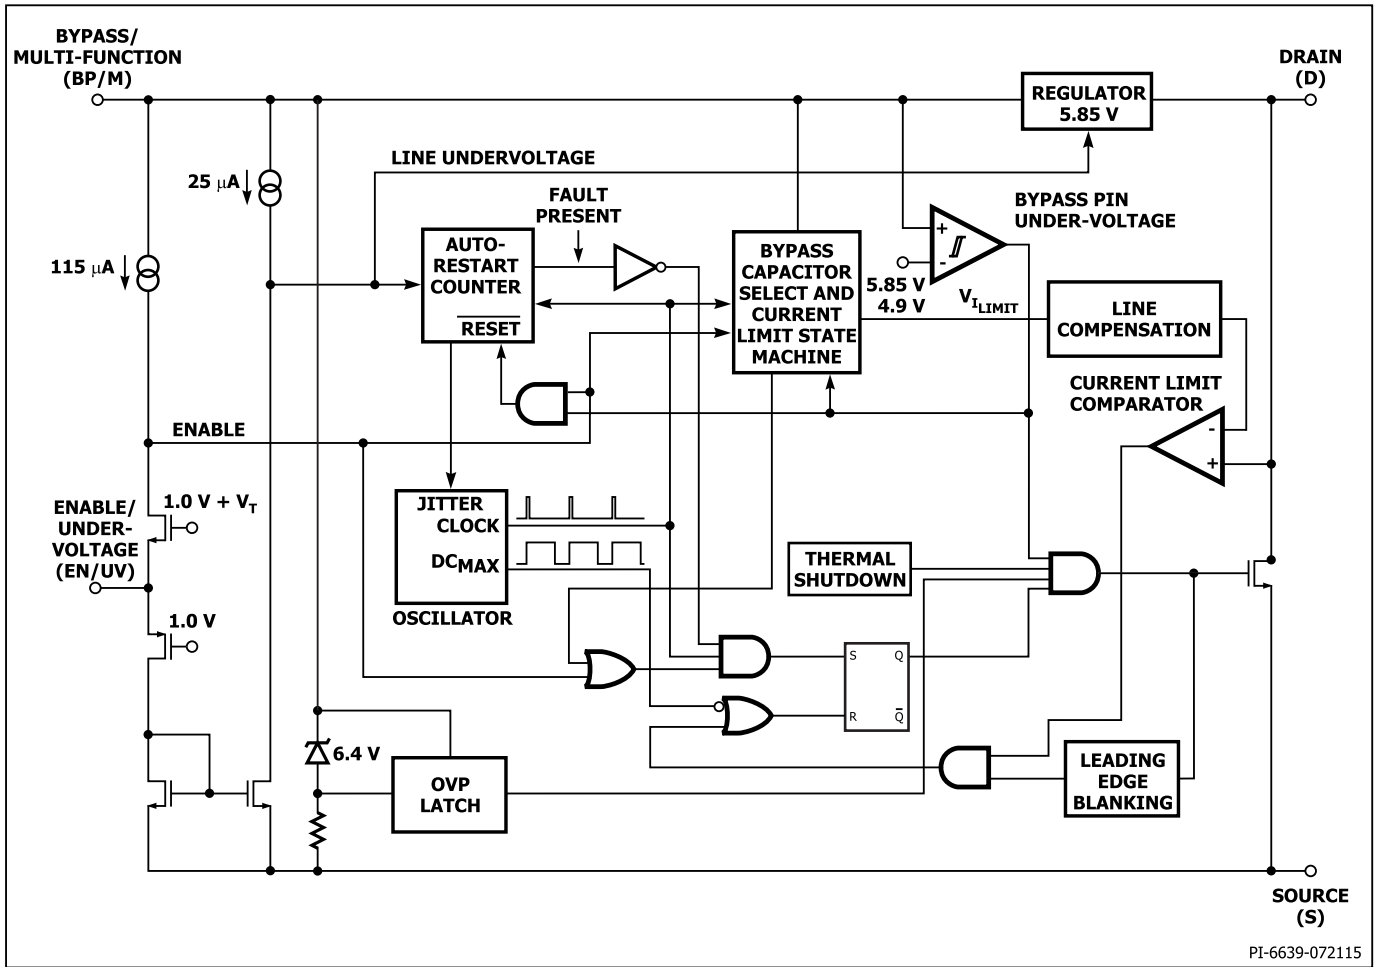 BYPASS/
MULTI-FUNCTION
(BP/M)
DRAIN
(D)
REGULATOR
5.85 V
LINE UNDERVOLTAGE
25 μA
FAULT
PRESENT
BYPASS PIN
UNDER-VOLTAGE
115 μA
AUTO-
RESTART
COUNTER
RESET
BYPASS
CAPACITOR
SELECT AND
CURRENT
LIMIT STATE
MACHINE
+
-
5.85 V
4.9 V
VILIMIT
LINE
COMPENSATION
CURRENT LIMIT
COMPARATOR
-
+
ENABLE
ENABLE/
UNDER-
VOLTAGE
(EN/UV)
1.0 V + VT
1.0 V
JITTER
CLOCK
DCMAX
OSCILLATOR
THERMAL
SHUTDOWN
S Q
R Q̅
6.4 V
OVP
LATCH
LEADING
EDGE
BLANKING
SOURCE
(S)
PI-6639-072115